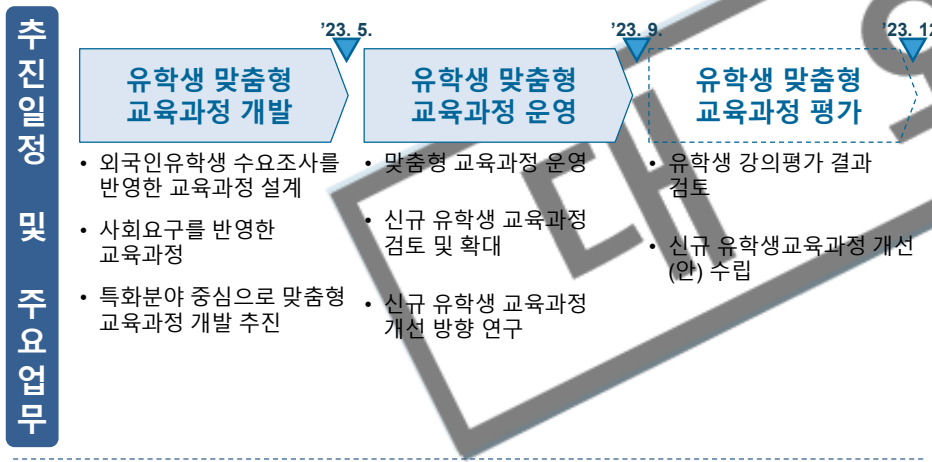 추진일정 및 주요업무
'23. 5.
'23. 9.
'23. 12
유학생 맞춤형
교육과정 개발
유학생 맞춤형
교육과정 운영
유학생 맞춤형
교육과정 평가
• 외국인유학생 수요조사를
반영한 교육과정 설계
• 사회요구를 반영한
교육과정
• 특화분야 중심으로 맞춤형
교육과정 개발 추진
• 맞춤형 교육과정 운영
• 신규 유학생 교육과정
검토 및 확대
• 신규 유학생 교육과정
개선 방향 연구
• 유학생 강의평가 결과
검토
• 신규 유학생교육과정 개선
(안) 수립
대